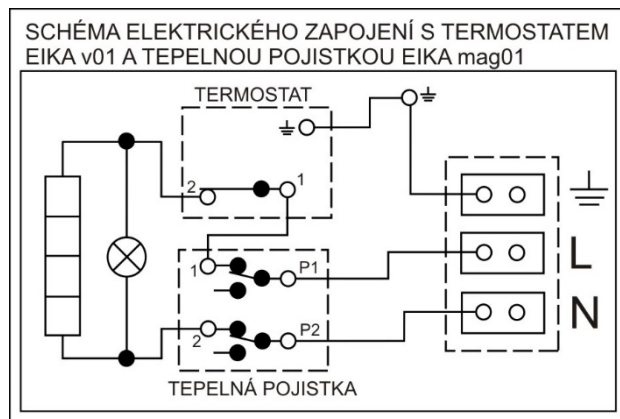 SCHÉMA ELEKTRICKÉHO ZAPOJENÍ S TERMOSTATEM
EIKA v01 A TEPELNOU POJISTKOU EIKA mag01
TERMOSTAT
2
1
1
P1
L
2
P2
N
TEPELNÁ POJISTKA